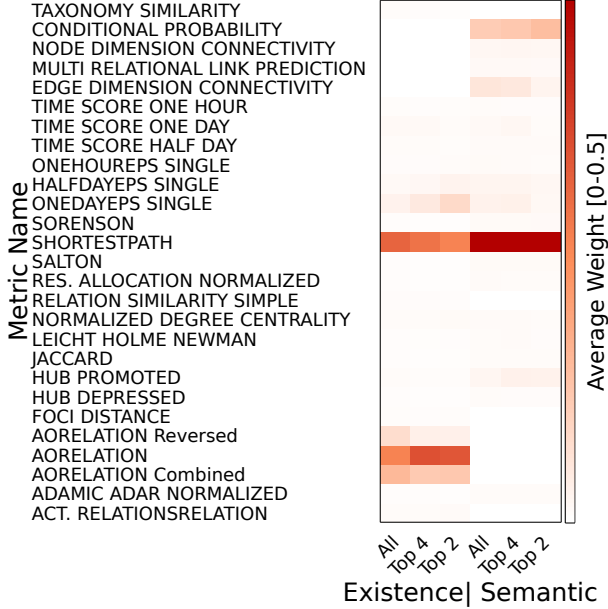 TAXONOMY SIMILARITY
CONDITIONAL PROBABILITY
NODE DIMENSION CONNECTIVITY
MULTI RELATIONAL LINK PREDICTION
EDGE DIMENSION CONNECTIVITY
TIME SCORE ONE HOUR
TIME SCORE ONE DAY
TIME SCORE HALF DAY
ONEHOUREPS SINGLE
HALFDAYEPS SINGLE
ONEDAYEPS SINGLE
SORENSON
SHORTESTPATH
SALTON
RES. ALLOCATION NORMALIZED
RELATION SIMILARITY SIMPLE
NORMALIZED DEGREE CENTRALITY
LEICHT HOLME NEWMAN
JACCARD
HUB PROMOTED
HUB DEPRESSED
FOCI DISTANCE
AORELATION Reversed
AORELATION
AORELATION Combined
ADAMIC ADAR NORMALIZED
ACT. RELATIONSRELATION
Metric Name
Average Weight [0-0.5]
All Top 4 Top 2 All Top 4 Top 2
Existence| Semantic